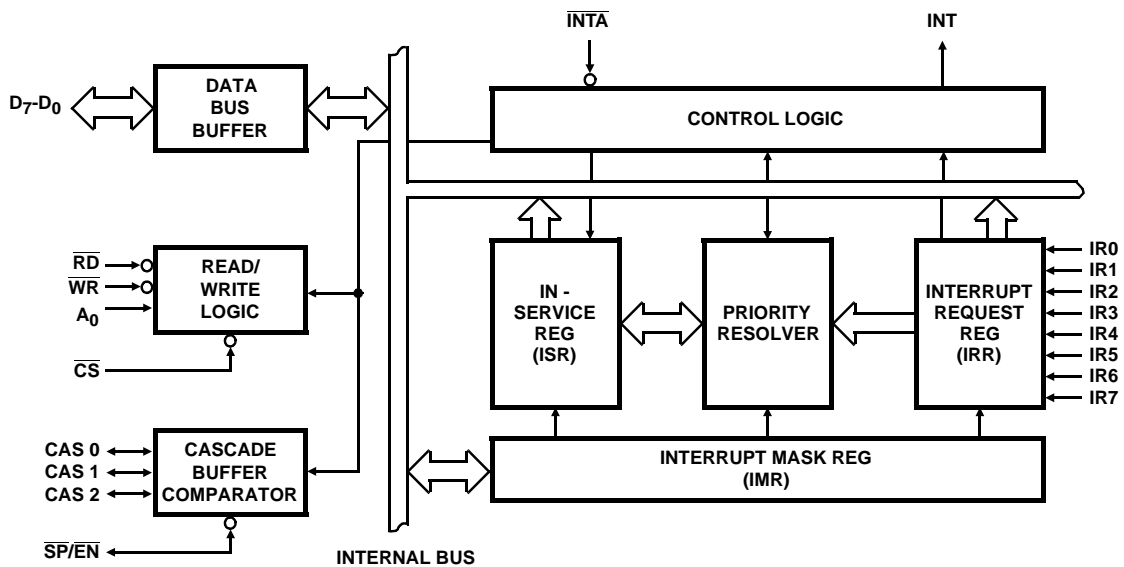 INTA
INT
D7-D0
DATA
BUS
BUFFER
CONTROL LOGIC
RD
WR
A0
CS
READ/
WRITE
LOGIC
IN -
SERVICE
REG
(ISR)
PRIORITY
RESOLVER
INTERRUPT
REQUEST
REG
(IRR)
IR0
IR1
IR2
IR3
IR4
IR5
IR6
IR7
CAS 0
CAS 1
CAS 2
CASCADE
BUFFER
COMPARATOR
INTERRUPT MASK REG
(IMR)
SP/EN
INTERNAL BUS